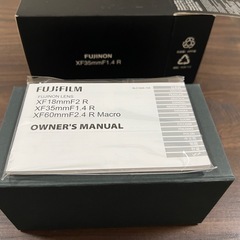 FUJINON
XF35mmF1.4 R
FUJIFILM
FUJINON LENS
XF18mmF2 R
XF35mmF1.4 R
XF60mmF2.4 R Macro
OWNER'S MANUAL